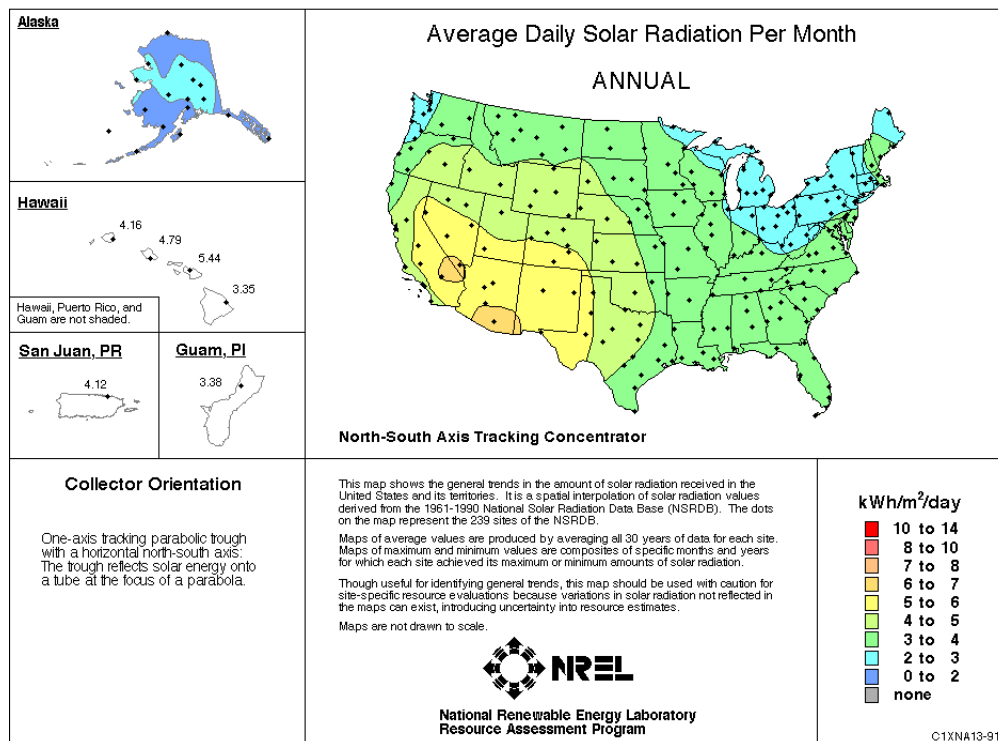 Alaska
Average Daily Solar Radiation Per Month
ANNUAL
Hawaii
4.16
4.79
5.44
3.35
Hawaii, Puerto Rico, and
Guam are not shaded.
San Juan, PR
4.12
Guam, PI
3.38
North-South Axis Tracking Concentrator
Collector Orientation
One-axis tracking parabolic trough
with a horizontal north-south axis:
The trough reflects solar energy onto
a tube at the focus of a parabola.
This map shows the general trends in the amount of solar radiation received in the
United States and its territories. It is a spatial interpolation of solar radiation values
derived from the 1961-1990 National Solar Radiation Data Base (NSRDB). The dots
on the map represent the 239 sites of the NSRDB.
Maps of average values are produced by averaging all 30 years of data for each site.
Maps of maximum and minimum values are composites of specific months and years
for which each site achieved its maximum or minimum amounts of solar radiation.
Though useful for identifying general trends, this map should be used with caution for
site-specific resource evaluations because variations in solar radiation not reflected in
the maps can exist, introducing uncertainty into resource estimates.
Maps are not drawn to scale.
NREL
National Renewable Energy Laboratory
Resource Assessment Program
kWh/m²/day
10 to 14
8 to 10
7 to 8
6 to 7
5 to 6
4 to 5
3 to 4
2 to 3
0 to 2
none
C1XNA13-91